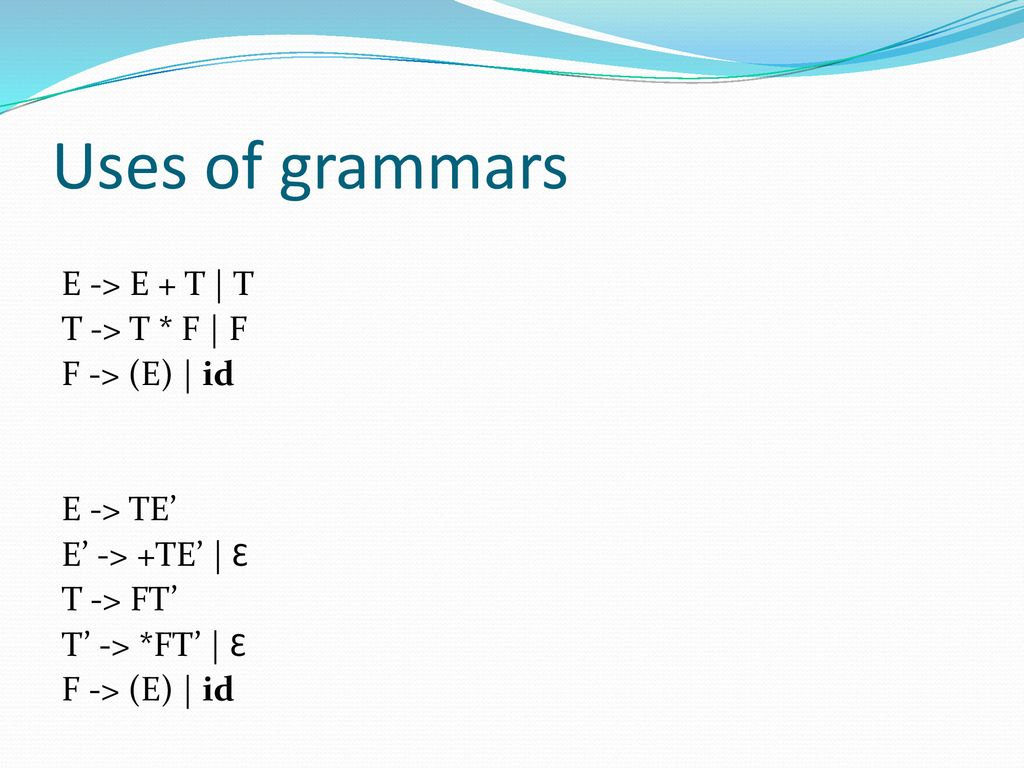 Uses of grammars
E -> E + T | T
T -> T * F | F
F -> (E) | id
E -> TE’
E’ -> +TE’ | Ɛ
T -> FT’
T’ -> *FT’ | Ɛ
F -> (E) | id